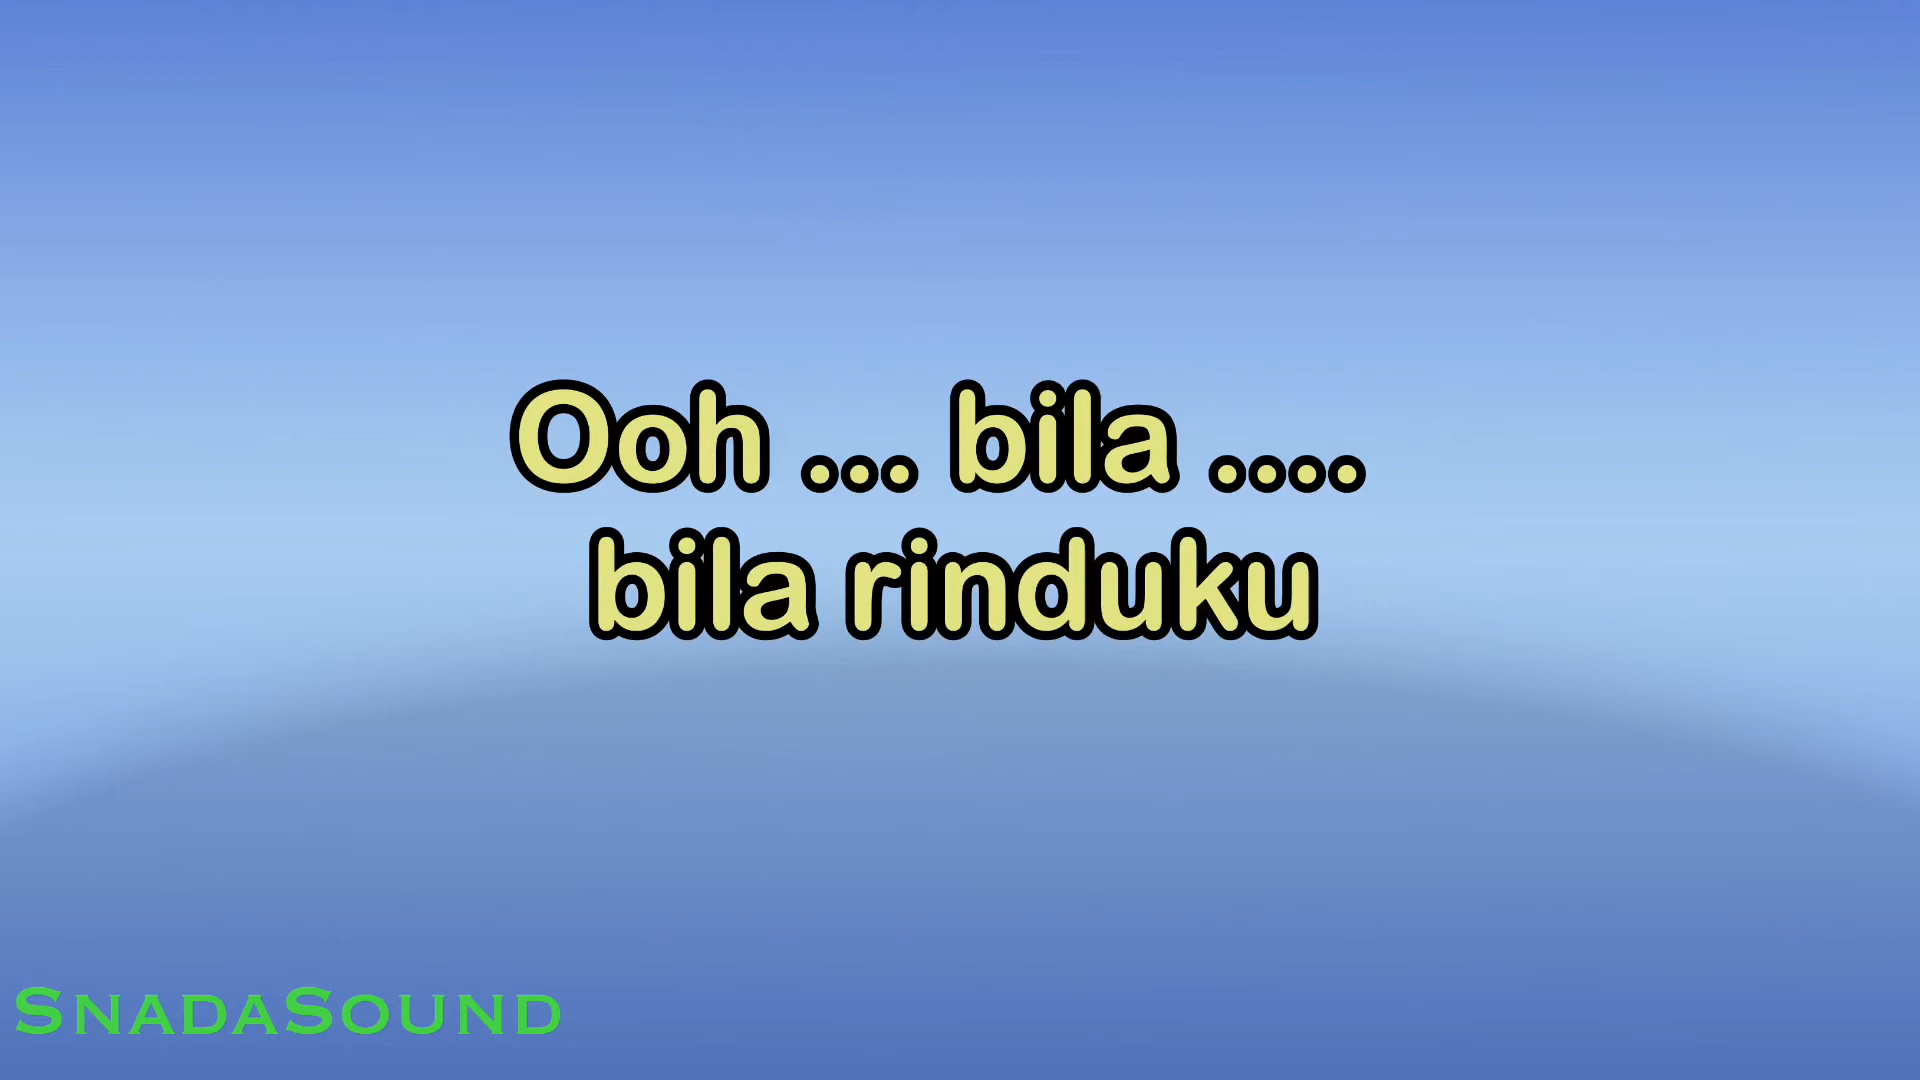 Ooh ... bila ....
bila rinduku
SnadaSound